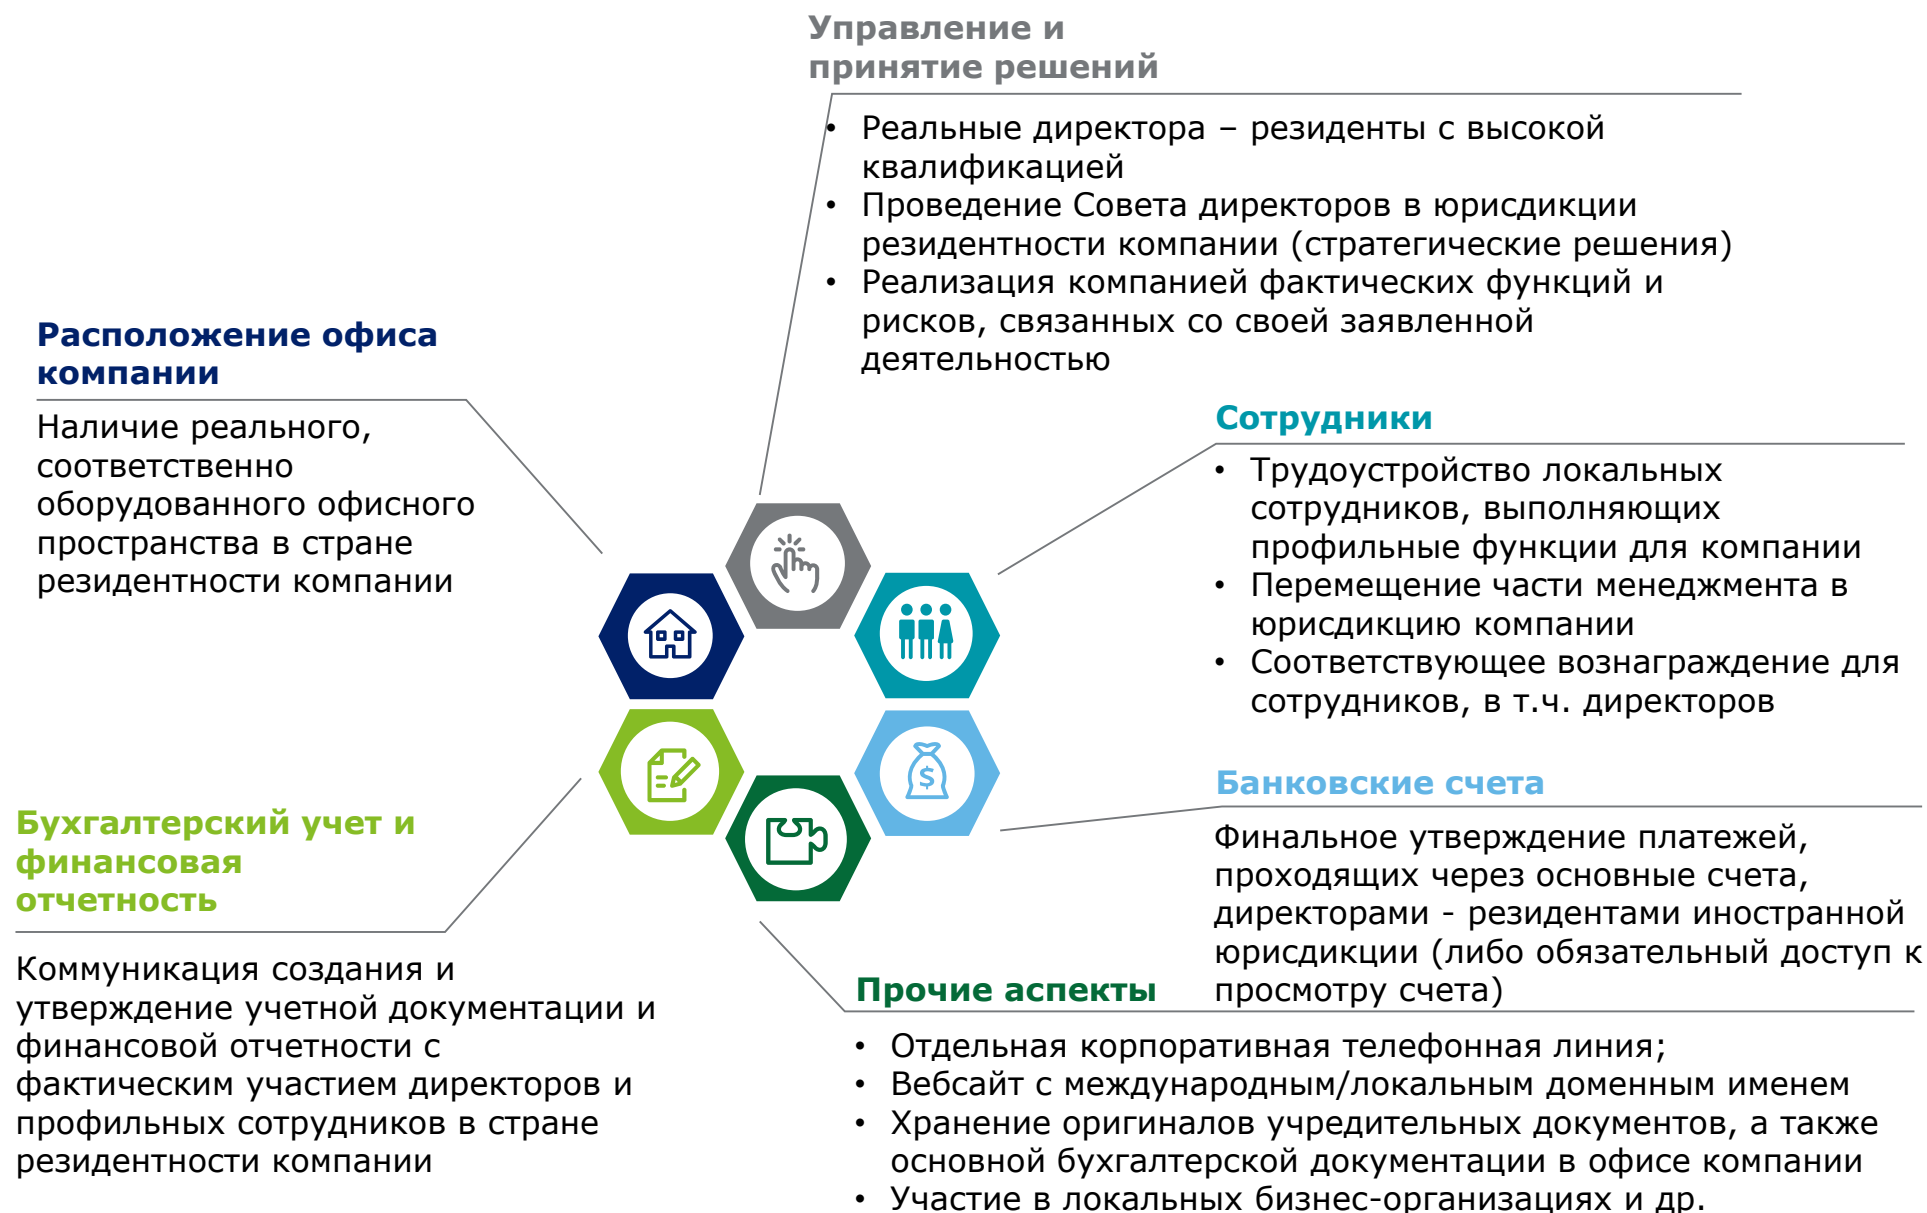 Управление и
принятие решений
• Реальные директора – резиденты с высокой
квалификацией
• Проведение Совета директоров в юрисдикции
резидентности компании (стратегические решения)
• Реализация компанией фактических функций и
рисков, связанных со своей заявленной
деятельностью
Расположение офиса
компании
Наличие реального,
соответственно
оборудованного офисного
пространства в стране
резидентности компании
Сотрудники
• Трудоустройство локальных
сотрудников, выполняющих
профильные функции для компании
• Перемещение части менеджмента в
юрисдикцию компании
• Соответствующее вознаграждение для
сотрудников, в т.ч. директоров
$
Банковские счета
Финальное утверждение платежей,
проходящих через основные счета,
директорами - резидентами иностранной
юрисдикции (либо обязательный доступ к
просмотру счета)
Бухгалтерский учет и
финансовая
отчетность
Коммуникация создания и
утверждение учетной документации и
финансовой отчетности с
фактическим участием директоров и
профильных сотрудников в стране
резидентности компании
Прочие аспекты
• Отдельная корпоративная телефонная линия;
• Вебсайт с международным/локальным доменным именем
• Хранение оригиналов учредительных документов, а также
основной бухгалтерской документации в офисе компании
• Участие в локальных бизнес-организациях и др.